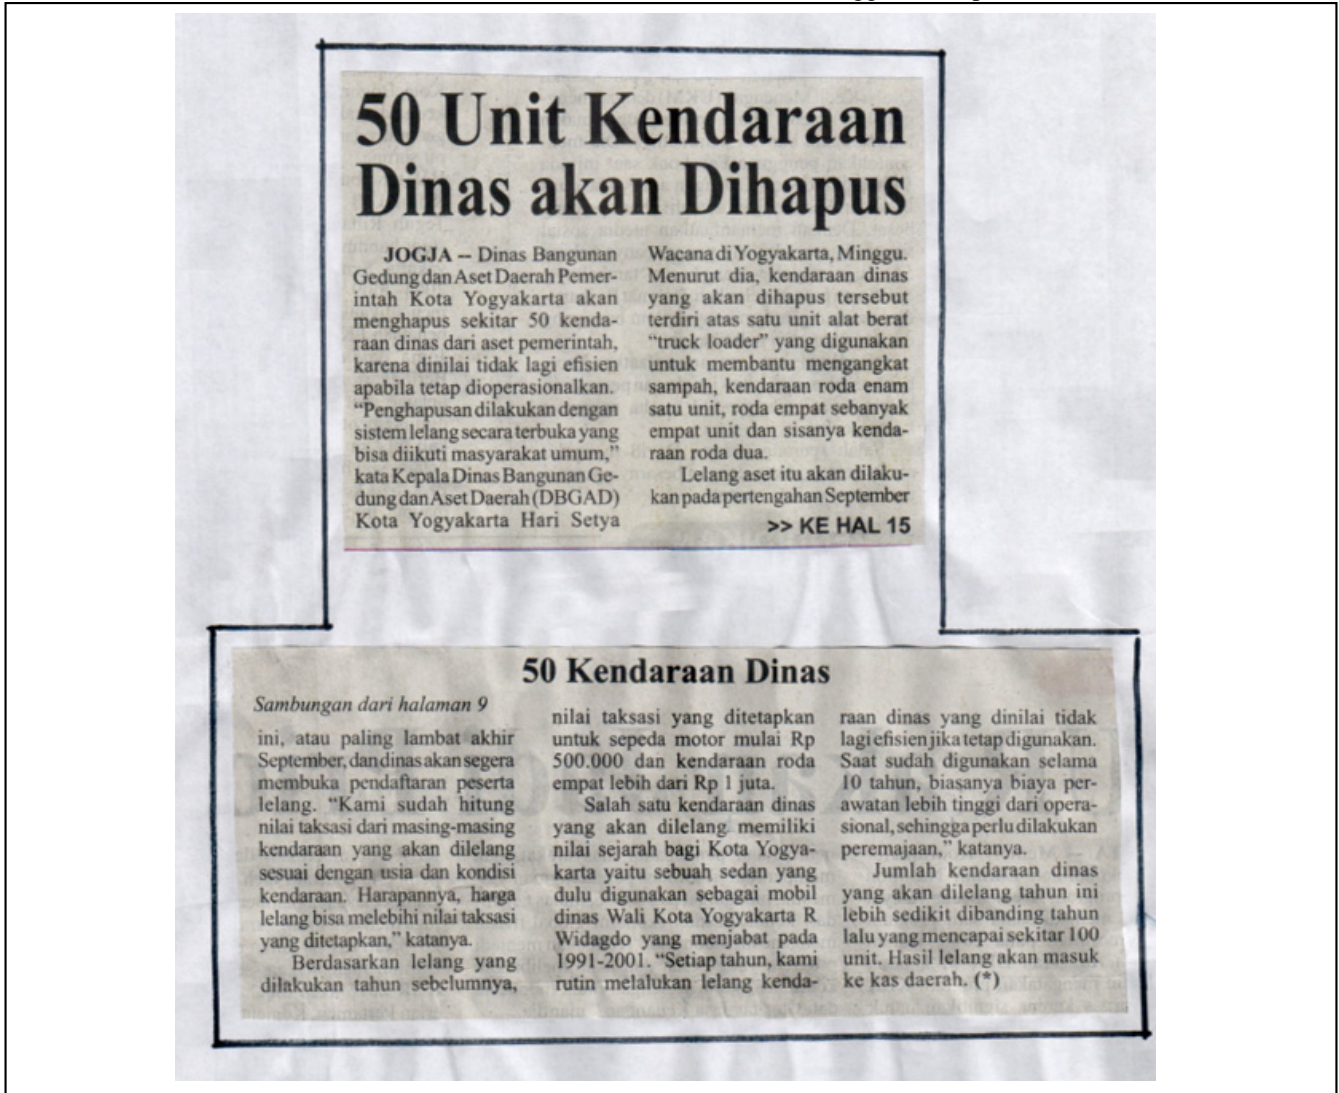 50 Unit Kendaraan
Dinas akan Dihapus
JOGJA – Dinas Bangunan
Gedung dan Aset Daerah Pemer-
intah Kota Yogyakarta akan
menghapus sekitar 50 kenda-
raan dinas dari aset pemerintah,
karena dinilai tidak lagi efisien
apabila tetap dioperasionalkan.
“Penghapusan dilakukan dengan
sistem lelang secara terbuka yang
bisa diikuti masyarakat umum,”
kata Kepala Dinas Bangunan Ge-
dung dan Aset Daerah (DBGAD)
Kota Yogyakarta Hari Setya
Wacana di Yogyakarta, Minggu.
Menurut dia, kendaraan dinas
yang akan dihapus tersebut
terdiri atas satu unit alat berat
“truck loader” yang digunakan
untuk membantu mengangkat
sampah, kendaraan roda enam
satu unit, roda empat sebanyak
empat unit dan sisanya kenda-
raan roda dua.
Lelang aset itu akan dilaku-
kan pada pertengahan September
>> KE HAL 15
50 Kendaraan Dinas
Sambungan dari halaman 9
ini, atau paling lambat akhir
September, dan dinas akan segera
membuka pendaftaran peserta
lelang. “Kami sudah hitung
nilai taksasi dari masing-masing
kendaraan yang akan dilelang
sesuai dengan usia dan kondisi
kendaraan. Harapannya, harga
lelang bisa melebihi nilai taksasi
yang ditetapkan,” katanya.
Berdasarkan lelang yang
dilakukan tahun sebelumnya,
nilai taksasi yang ditetapkan
untuk sepeda motor mulai Rp
500.000 dan kendaraan roda
empat lebih dari Rp 1 juta.
Salah satu kendaraan dinas
yang akan dilelang memiliki
nilai sejarah bagi Kota Yogya-
karta yaitu sebuah sedan yang
dulu digunakan sebagai mobil
dinas Wali Kota Yogyakarta R
Widagdo yang menjabat pada
1991-2001. “Setiap tahun, kami
rutin melalukan lelang kenda-
raan dinas yang dinilai tidak
lagi efisien jika tetap digunakan.
Saat sudah digunakan selama
10 tahun, biasanya biaya per-
awatan lebih tinggi dari opera-
sional, sehingga perlu dilakukan
peremajaan,” katanya.
Jumlah kendaraan dinas
yang akan dilelang tahun ini
lebih sedikit dibanding tahun
lalu yang mencapai sekitar 100
unit. Hasil lelang akan masuk
ke kas daerah. (*)